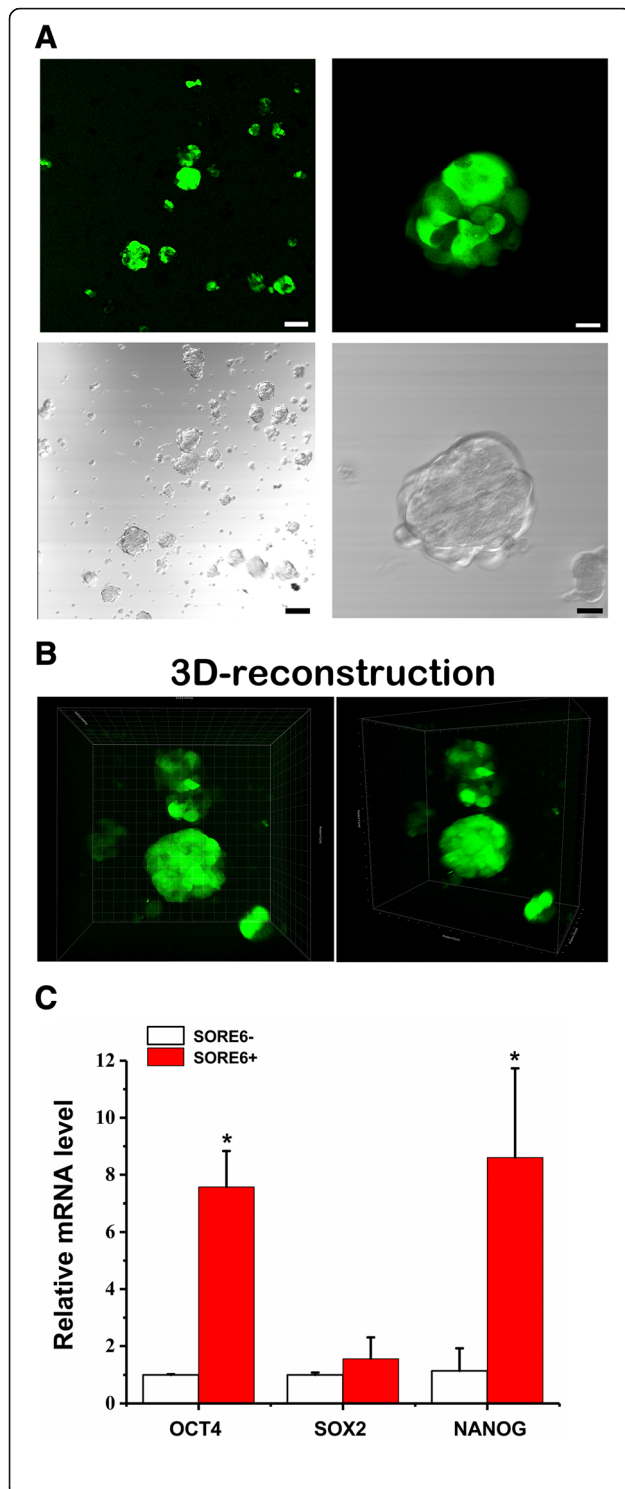 A
B
3D-reconstruction
C
SORE6-
SORE6+
Relative mRNA level
12
*
10
*
8
6
4
2
0
OCT4 SOX2 NANOG